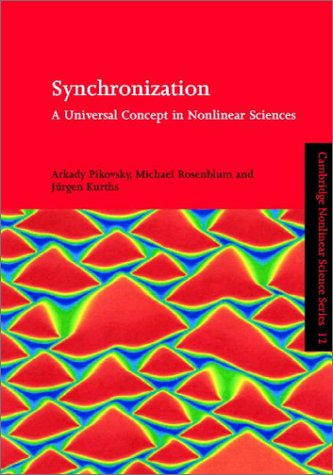 Synchronization
A Universal Concept in Nonlinear Sciences
Arkady Pikovsky, Michael Rosenblum and
Jürgen Kurths
Cambridge Nonlinear Science Series 12